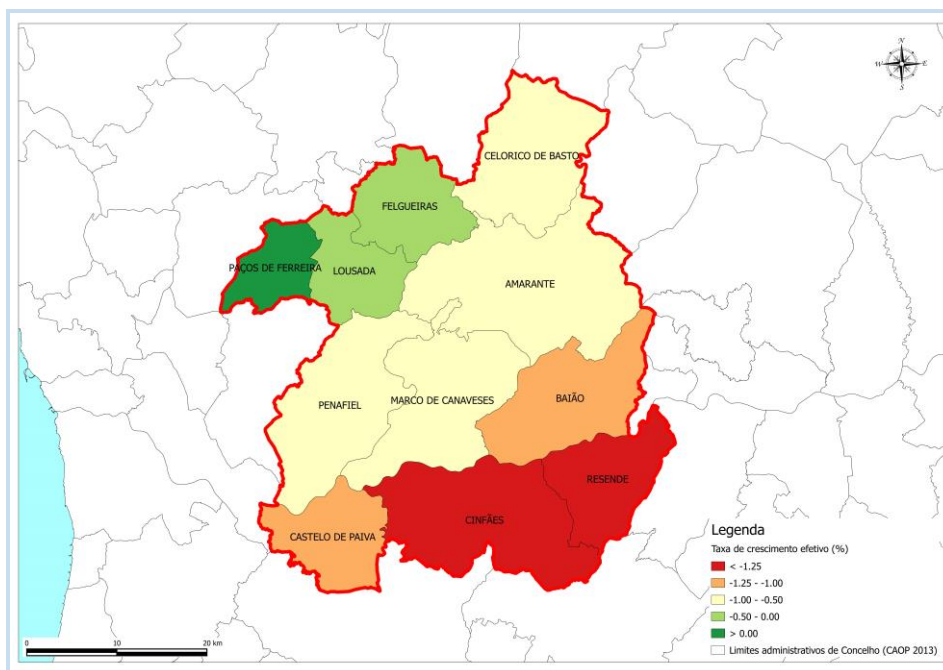 N
W E
S
CELORICO DE BASTO
FELGUEIRAS
PAÇOS DE FERREIRA
LOUSADA
AMARANTE
PENAFIEL
MARCO DE CANAVESES
BAIÃO
RESENDE
CINFÃES
CASTELO DE PAIVA
Legenda
Taxa de crescimento efetivo (%)
< -1.25
-1.25 - -1.00
-1.00 - -0.50
-0.50 - 0.00
> 0.00
Limites administrativos de Concelho (CAOP 2013)
0 10 20 km